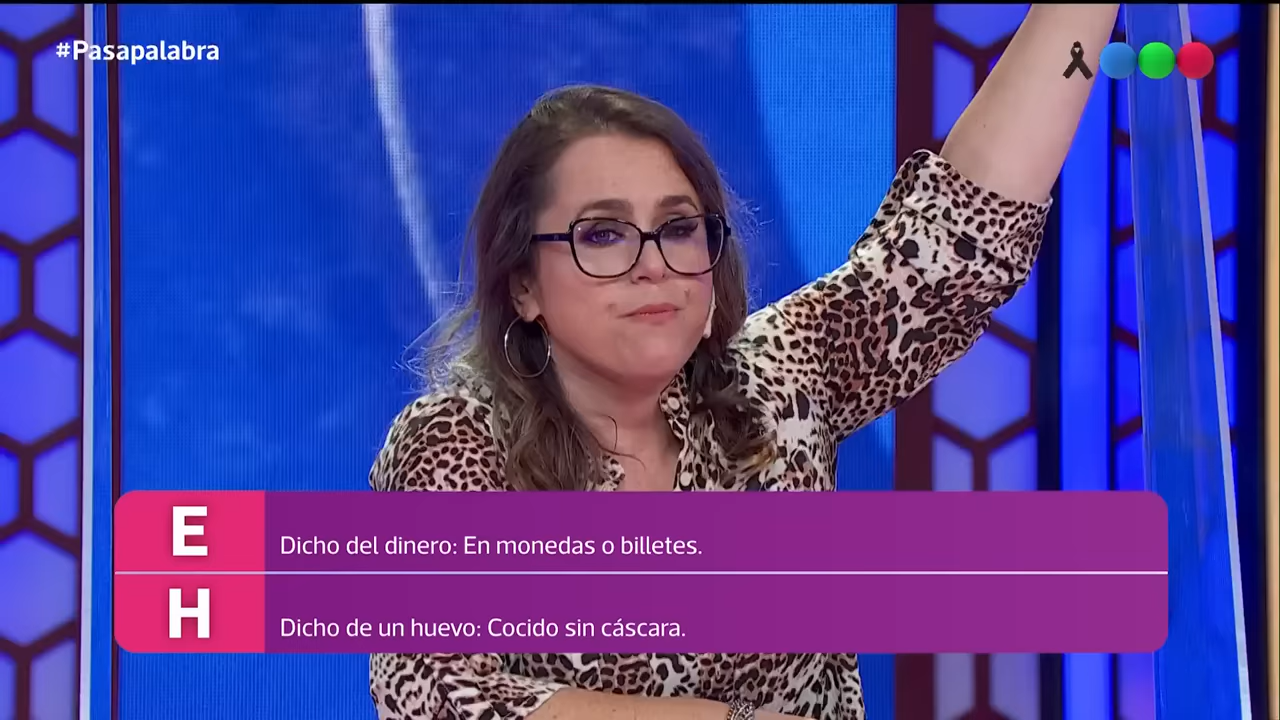 #Pasapalabra
E
Dicho del dinero: En monedas o billetes.
H
Dicho de un huevo: Cocido sin cáscara.